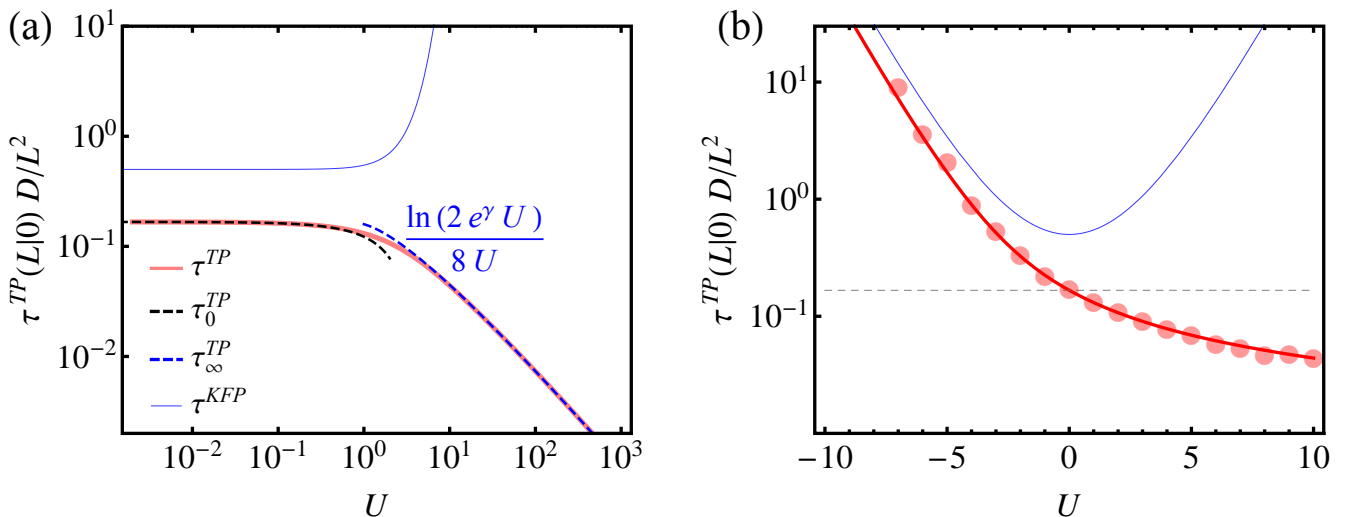 (a)
τ^{TP}(L|0) D/L^2
10^1
10^0
10^{-1}
10^{-2}
ln (2 e^γ U )
8 U
τ^{TP}
τ_0^{TP}
τ_∞^{TP}
τ^{KFP}
10^{-2} 10^{-1} 10^0 10^1 10^2 10^3
U
(b)
τ^{TP}(L|0) D/L^2
10^1
10^0
10^{-1}
−10 −5 0 5 10
U